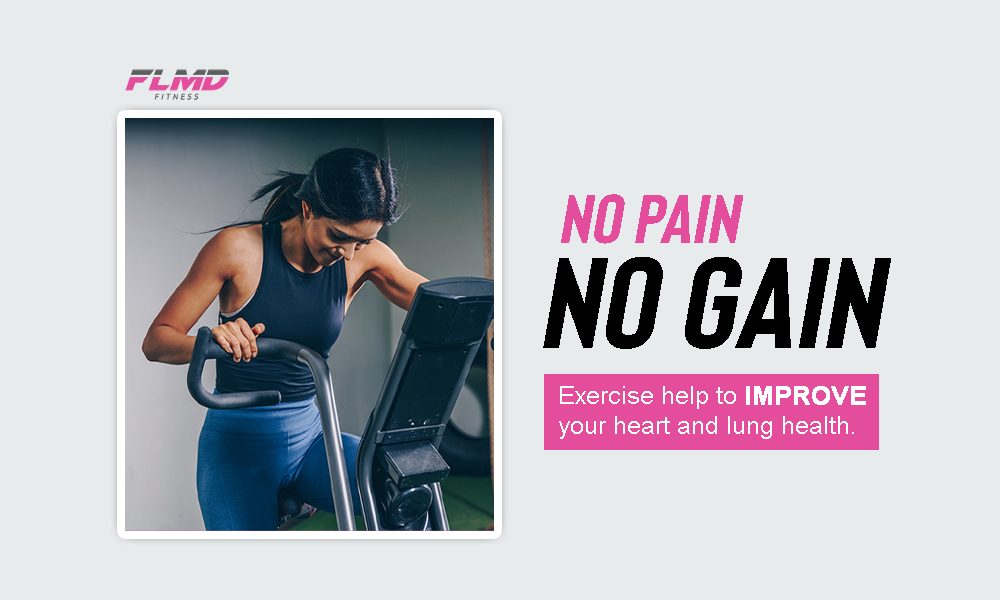 FLMD
FITNESS
NO PAIN
NO GAIN
Exercise help to IMPROVE
your heart and lung health.